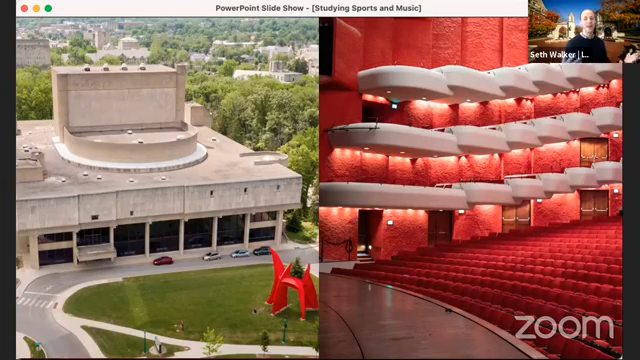 PowerPoint Slide Show - [Studying Sports and Music]
Seth Walker | L..
zoom